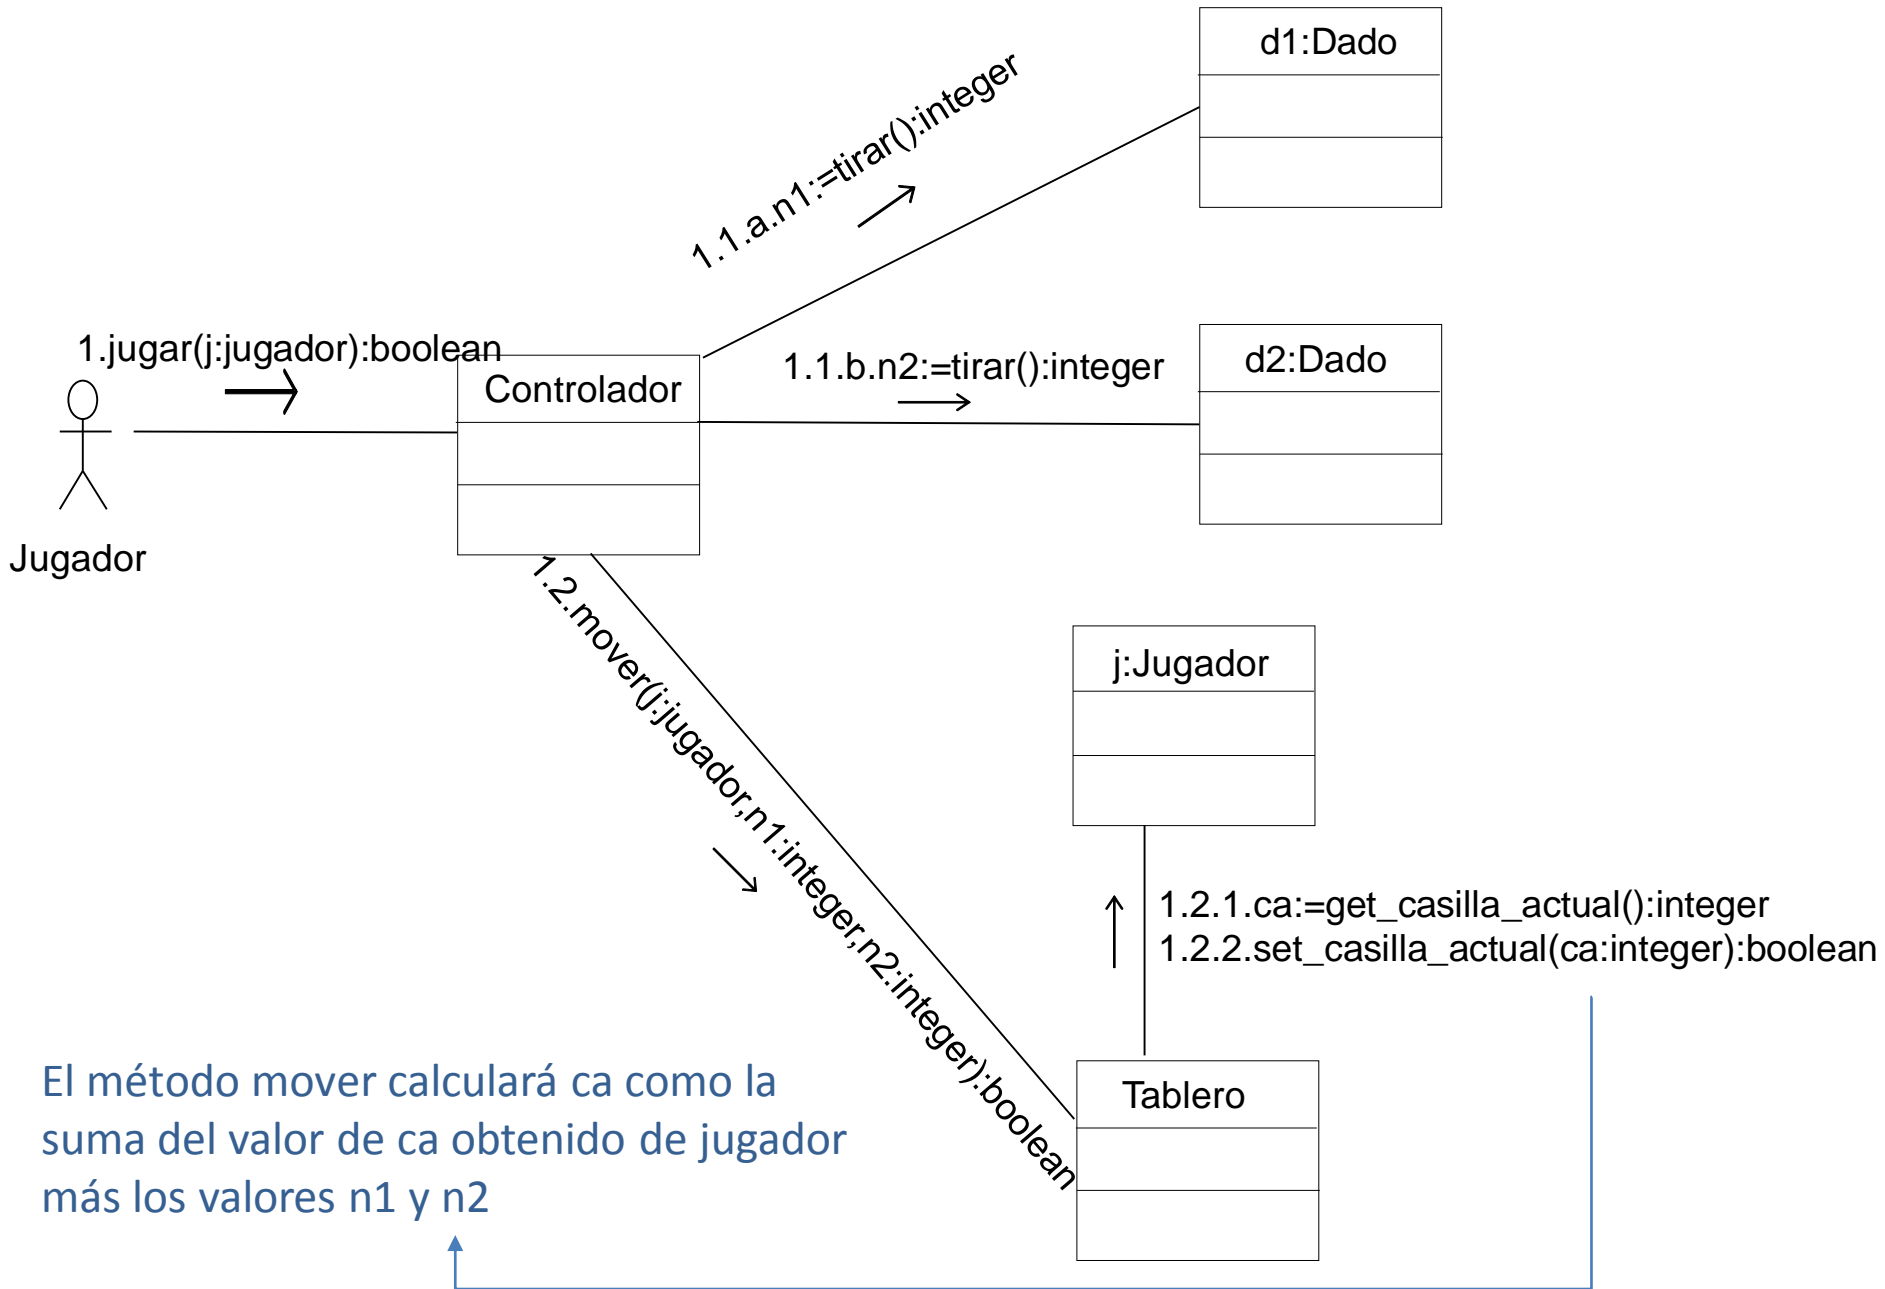 d1:Dado
1.1.a.n1:=tirar():integer
1.jugar(j:jugador):boolean
Controlador
1.1.b.n2:=tirar():integer
d2:Dado
Jugador
1.2.mover(j:jugador,n1:integer,n2:integer):boolean
j:Jugador
1.2.1.ca:=get_casilla_actual():integer
1.2.2.set_casilla_actual(ca:integer):boolean
Tablero
El método mover calculará ca como la
suma del valor de ca obtenido de jugador
más los valores n1 y n2